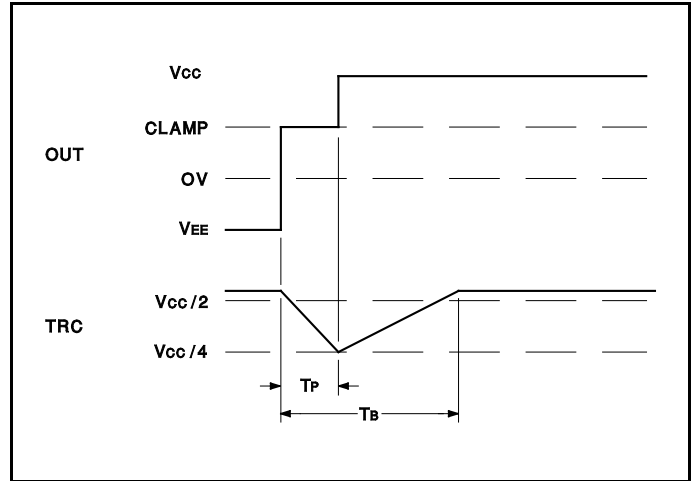 VCC
CLAMP
OUT
OV
VEE
VCC/2
TRC
VCC/4
TP
TB